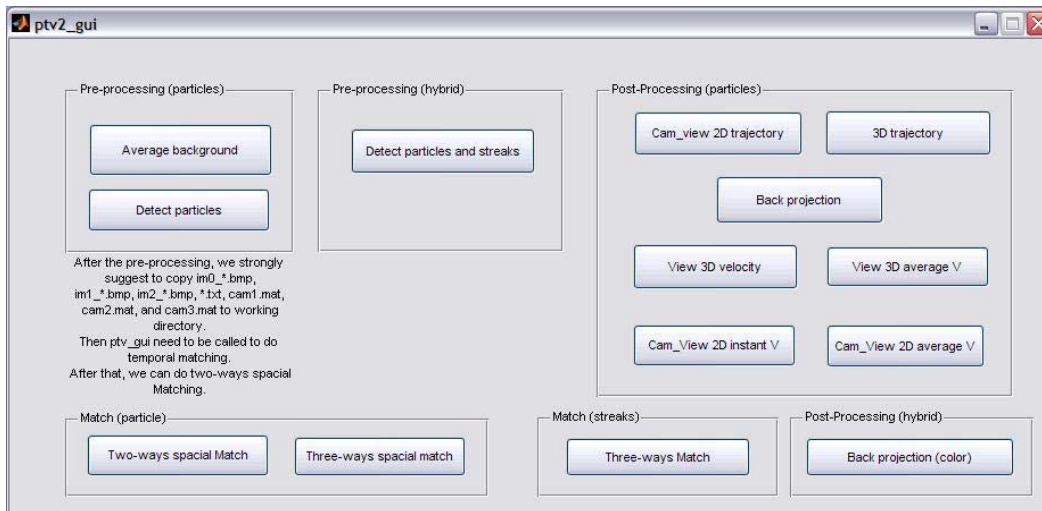 ptv2_gui
Pre-processing (particles)
Average background
Detect particles
After the pre-processing, we strongly
suggest to copy im0_*.bmp,
im1_*.bmp, im2_*.bmp, *.txt, cam1.mat,
cam2.mat, and cam3.mat to working
directory.
Then ptv_gui need to be called to do
temporal matching.
After that, we can do two-ways spacial
Matching.
Pre-processing (hybrid)
Detect particles and streaks
Post-Processing (particles)
Cam_view 2D trajectory
3D trajectory
Back projection
View 3D velocity
View 3D average V
Cam_View 2D instant V
Cam_View 2D average V
Match (particle)
Two-ways spacial Match
Three-ways spacial match
Match (streaks)
Three-ways Match
Post-Processing (hybrid)
Back projection (color)